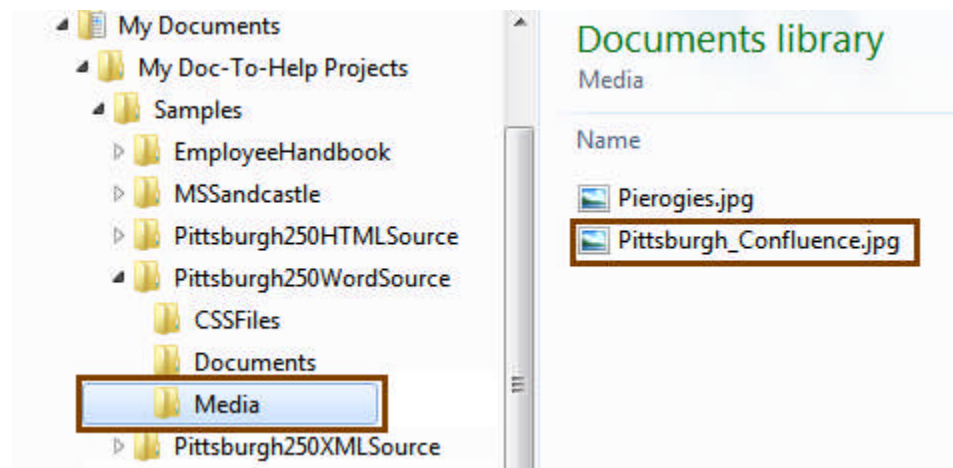 My Documents
My Doc-To-Help Projects
Samples
EmployeeHandbook
MSSandcastle
Pittsburgh250HTMLSource
Pittsburgh250WordSource
CSSFiles
Documents
Media
Pittsburgh250XMLSource
Documents library
Media
Name
Pierogies.jpg
Pittsburgh_Confluence.jpg